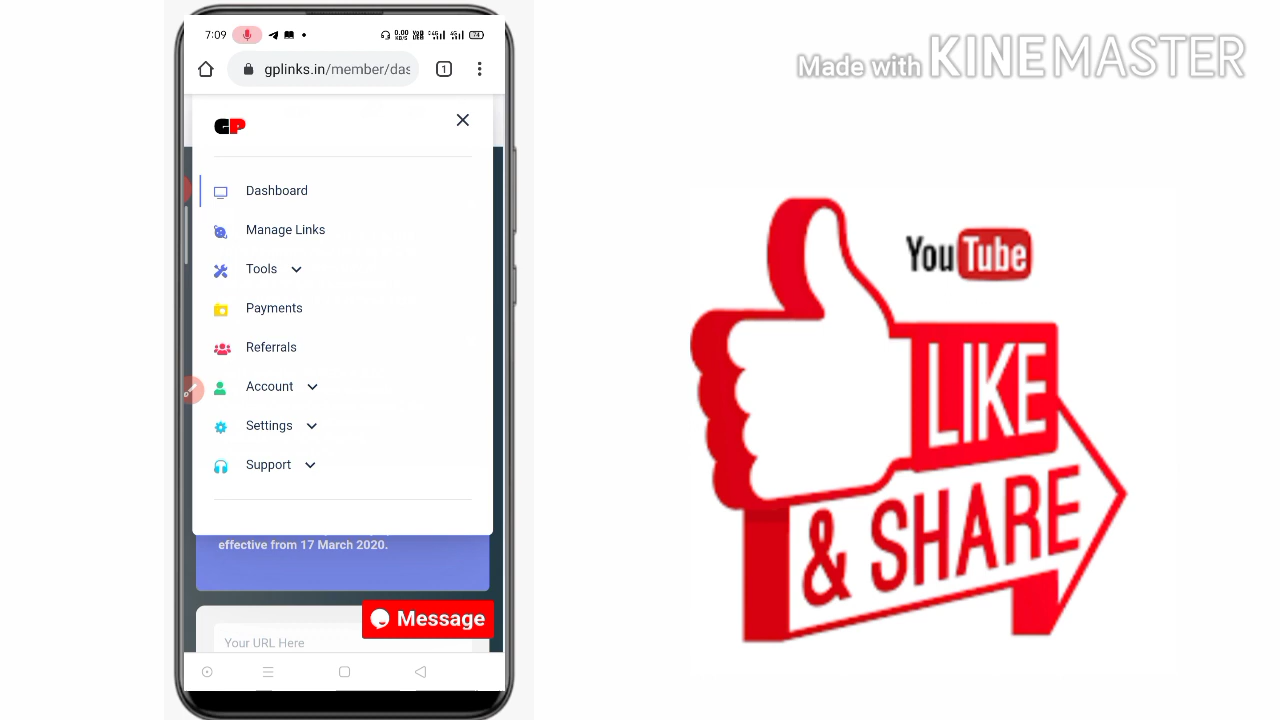 7:09
gplinks.in/member/das
1
GP
Dashboard
Manage Links
Tools
Payments
Referrals
Account
Settings
Support
effective from 17 March 2020.
Message
Your URL Here
Made with KINEMASTER
YouTube
LIKE
& SHARE